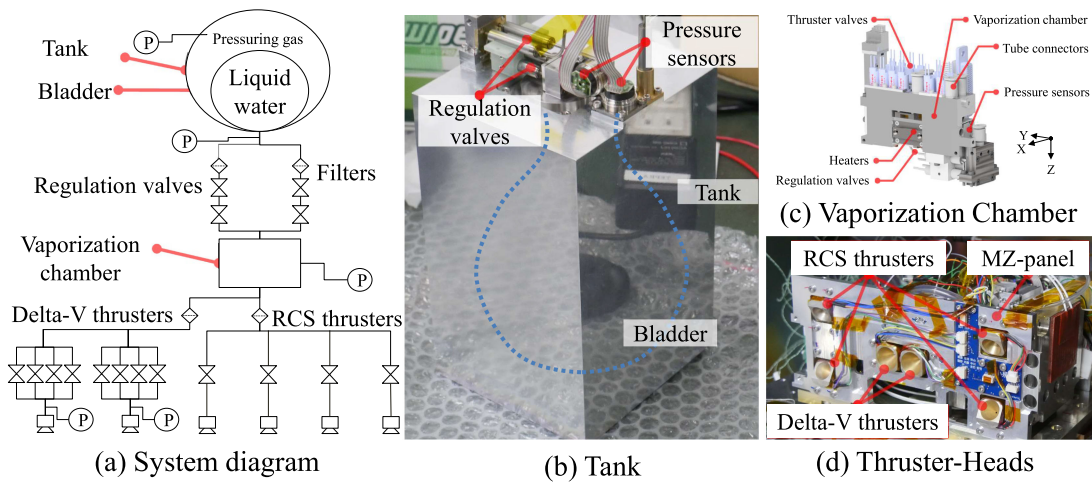 P
Pressuring gas
Tank
Liquid
water
Bladder
P
Filters
Regulation valves
Vaporization
chamber
P
Delta-V thrusters
RCS thrusters
P
P
(a) System diagram
wipe
Pressure
sensors
Regulation
valves
Tank
Bladder
(b) Tank
Thruster valves
Vaporization chamber
Tube connectors
Pressure sensors
Heaters
Regulation valves
Y
X
Z
(c) Vaporization Chamber
RCS thrusters
MZ-panel
Delta-V thrusters
(d) Thruster-Heads